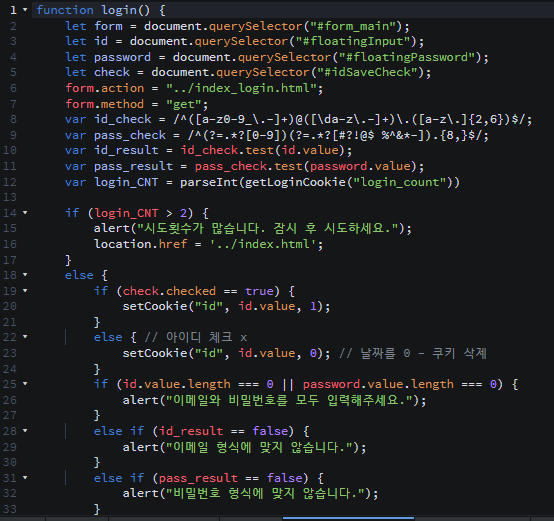 1 function login() {
2 let form = document.querySelector("#form_main");
3 let id = document.querySelector("#floatingInput");
4 let password = document.querySelector("#floatingPassword");
5 let check = document.querySelector("#idSaveCheck");
6 form.action = "../index_login.html";
7 form.method = "get";
8 var id_check = /^([a-z0-9_\.-]+)@([\da-z\.-]+)\.([a-z\.]{2,6})$/;
9 var pass_check = /^(?=.*?[0-9])(?=.*?[#?!@$ %^&*-]).{8,}$/;
10 var id_result = id_check.test(id.value);
11 var pass_result = pass_check.test(password.value);
12 var login_CNT = parseInt(getLoginCookie("login_count"))
13
14 if (login_CNT > 2) {
15 alert("시도횟수가 많습니다. 잠시 후 시도하세요.");
16 location.href = '../index.html';
17 }
18 else {
19 if (check.checked == true) {
20 setCookie("id", id.value, 1);
21 }
22 else { // 아이디 체크 x
23 setCookie("id", id.value, 0); // 날짜를 0 - 쿠키 삭제
24 }
25 if (id.value.length === 0 || password.value.length === 0) {
26 alert("이메일와 비밀번호를 모두 입력해주세요.");
27 }
28 else if (id_result == false) {
29 alert("이메일 형식에 맞지 않습니다.");
30 }
31 else if (pass_result == false) {
32 alert("비밀번호 형식에 맞지 않습니다.");
33 }